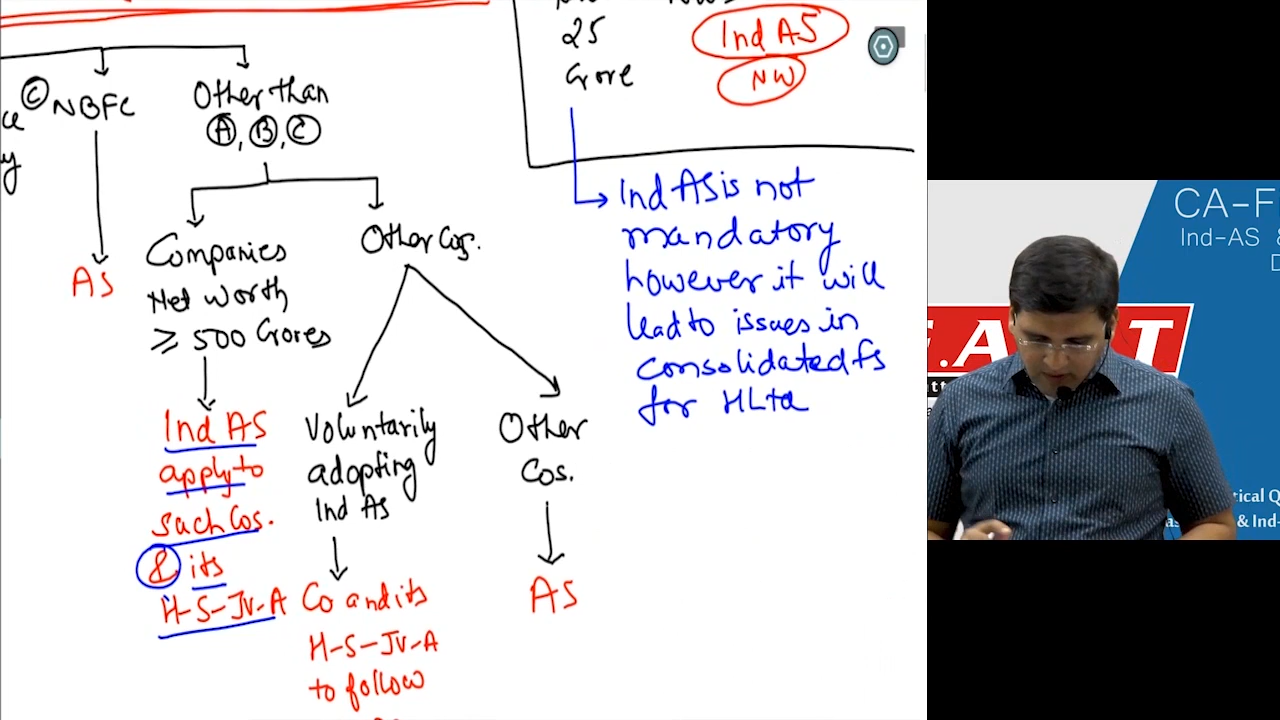 25
Crore
Ind AS
NW
© NBFC
Other than
Ⓐ, Ⓑ, Ⓒ
AS
Companies
Net worth
≥ 500 Crores
Ind AS
apply to
such Cos.
& its
H-S-JV-A
Other Cos.
Voluntarily
adopting
Ind AS
Co and its
H-S-JV-A
to follow
Other
Cos.
AS
Ind AS is not
mandatory
however it will
lead to issues in
consolidated fs
for H Ltd
CA-F
Ind-AS &
D
.A. T
tical Q
& Ind-